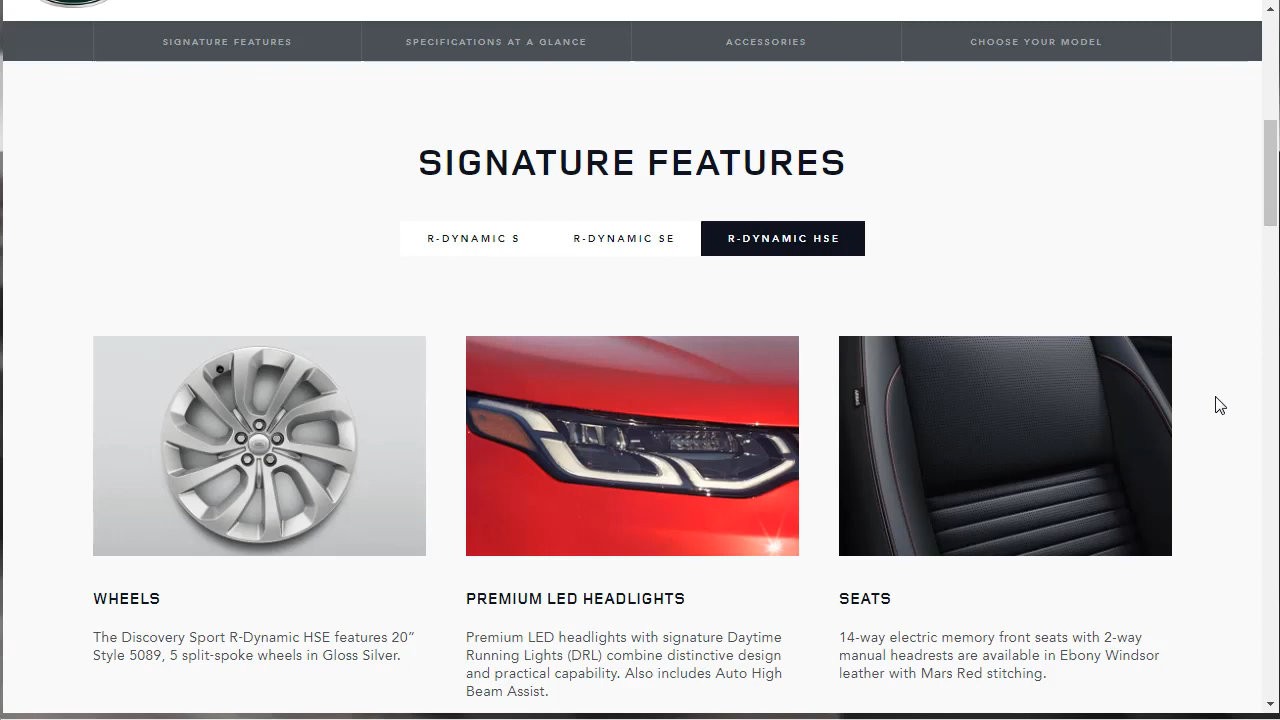 SIGNATURE FEATURES
SPECIFICATIONS AT A GLANCE
ACCESSORIES
CHOOSE YOUR MODEL
SIGNATURE FEATURES
R-DYNAMIC S
R-DYNAMIC SE
R-DYNAMIC HSE
WHEELS
The Discovery Sport R-Dynamic HSE features 20”
Style 5089, 5 split-spoke wheels in Gloss Silver.
PREMIUM LED HEADLIGHTS
Premium LED headlights with signature Daytime
Running Lights (DRL) combine distinctive design
and practical capability. Also includes Auto High
Beam Assist.
SEATS
14-way electric memory front seats with 2-way
manual headrests are available in Ebony Windsor
leather with Mars Red stitching.